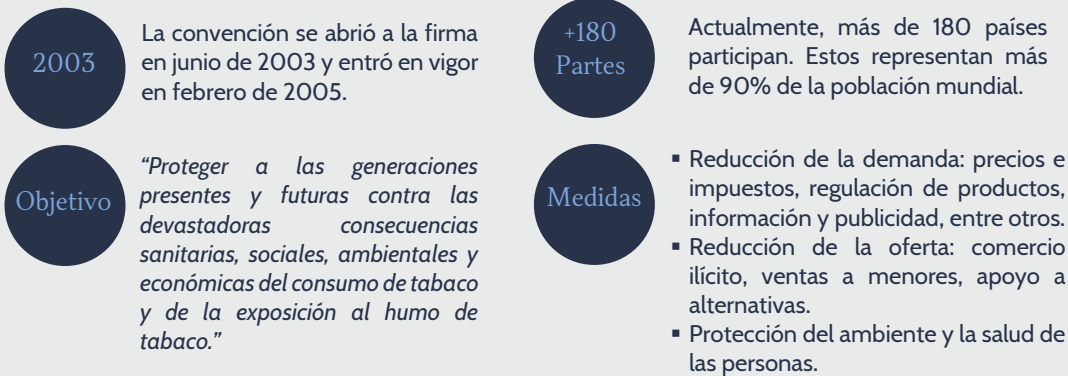 2003
La convención se abrió a la firma
en junio de 2003 y entró en vigor
en febrero de 2005.
+180
Partes
Actualmente, más de 180 países
participan. Estos representan más
de 90% de la población mundial.
Objetivo
“Proteger a las generaciones
presentes y futuras contra las
devastadoras consecuencias
sanitarias, sociales, ambientales y
económicas del consumo de tabaco
y de la exposición al humo de
tabaco.”
Medidas
▪ Reducción de la demanda: precios e
impuestos, regulación de productos,
información y publicidad, entre otros.
▪ Reducción de la oferta: comercio
ilícito, ventas a menores, apoyo a
alternativas.
▪ Protección del ambiente y la salud de
las personas.